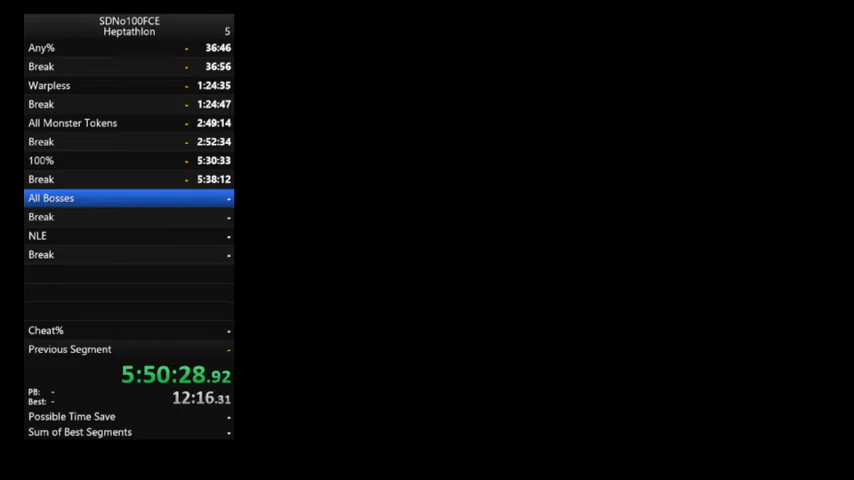 SDNo100FCE
Heptathlon 5
Any% - 36:46
Break - 36:56
Warpless - 1:24:35
Break - 1:24:47
All Monster Tokens - 2:49:14
Break - 2:52:34
100% - 5:30:33
Break - 5:38:12
All Bosses -
Break -
NLE -
Break -
Cheat% -
Previous Segment -
5:50:28.92
PB: -
Best: - 12:16.31
Possible Time Save -
Sum of Best Segments -